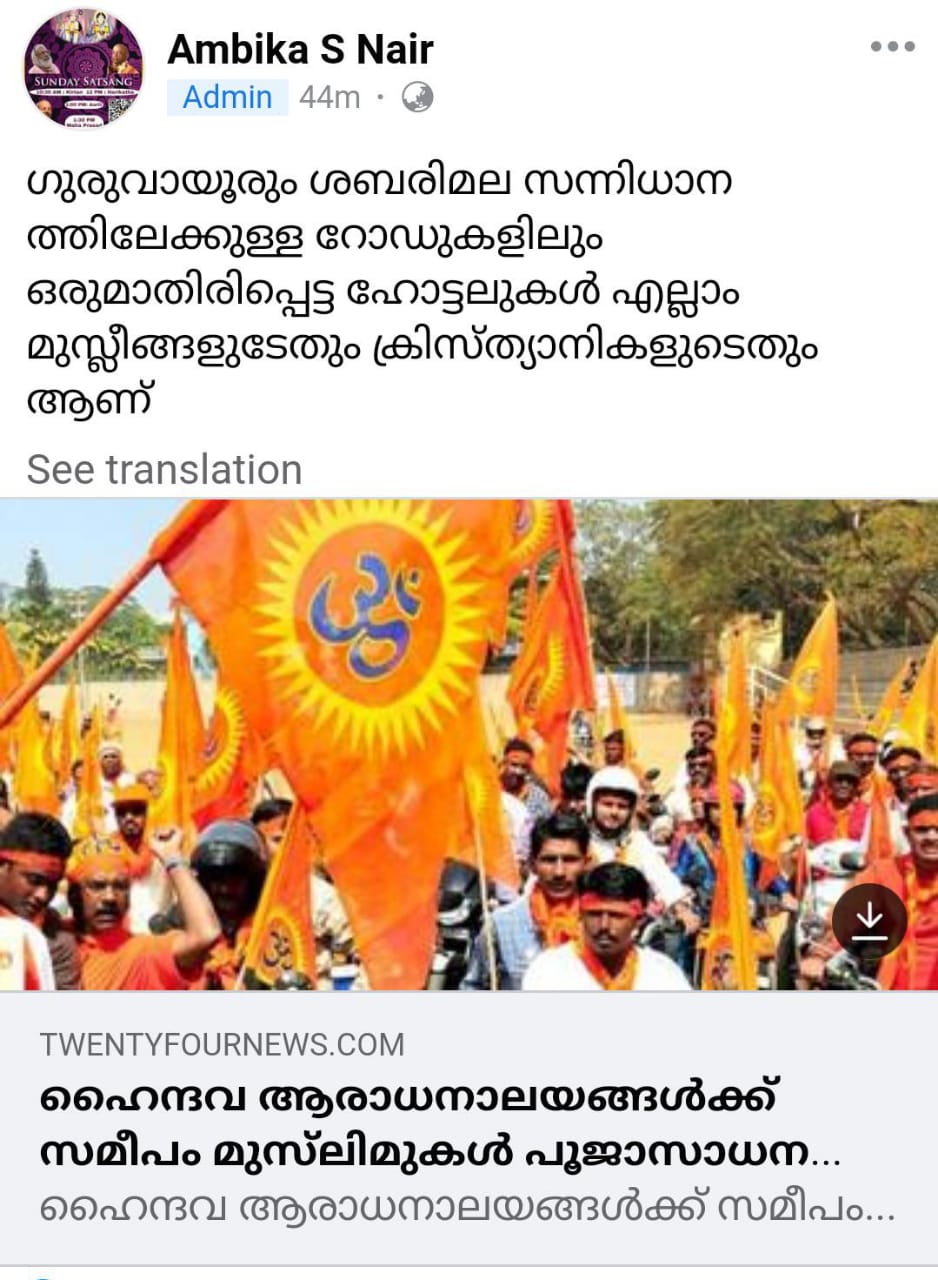 Ambika S Nair
Admin 44m ·
ഗുരുവായൂരും ശബരിമല സന്നിധാന
ത്തിലേക്കുള്ള റോഡുകളിലും
ഒരുമാതിരിപ്പെട്ട ഹോട്ടലുകൾ എല്ലാം
മുസ്ലീങ്ങളുടേതും ക്രിസ്ത്യാനികളുടെതും
ആണ്
See translation
TWENTYFOURNEWS.COM
ഹൈന്ദവ ആരാധനാലയങ്ങൾക്ക്
സമീപം മുസ്‌ലിമുകൾ പൂജാസാധന...
ഹൈന്ദവ ആരാധനാലയങ്ങൾക്ക് സമീപം...
SUNDAY SATSANG